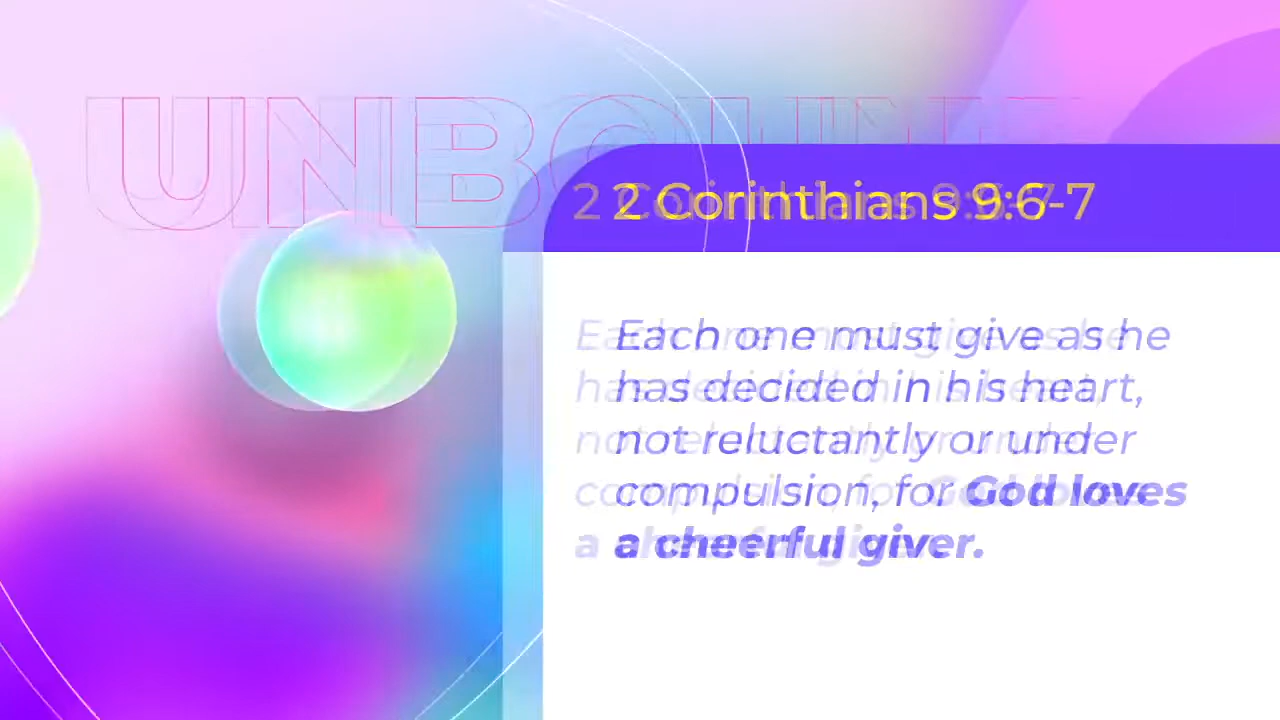 UNBOUND
2 Corinthians 9:6-7
Each one must give as he
has decided in his heart,
not reluctantly or under
compulsion, for God loves
a cheerful giver.